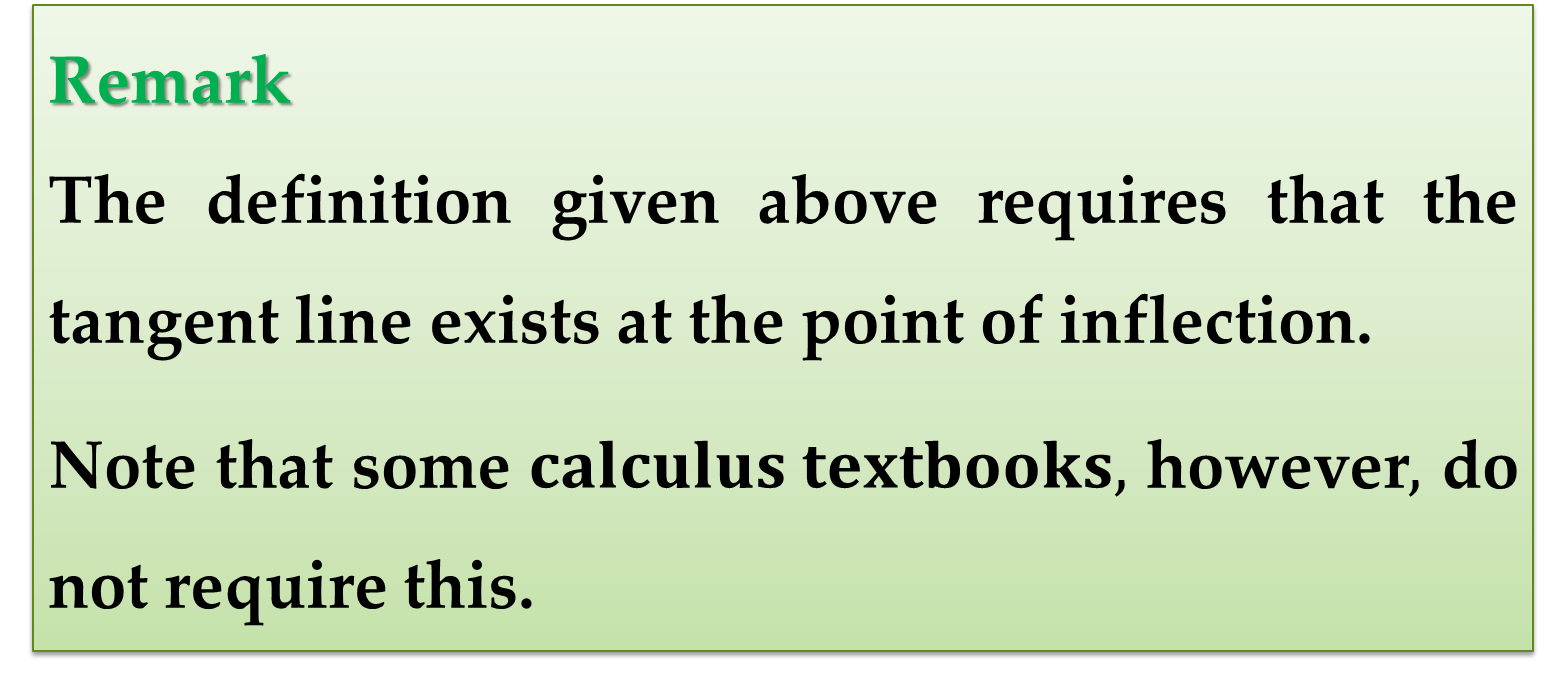 Remark
The definition given above requires that the
tangent line exists at the point of inflection.
Note that some calculus textbooks, however, do
not require this.